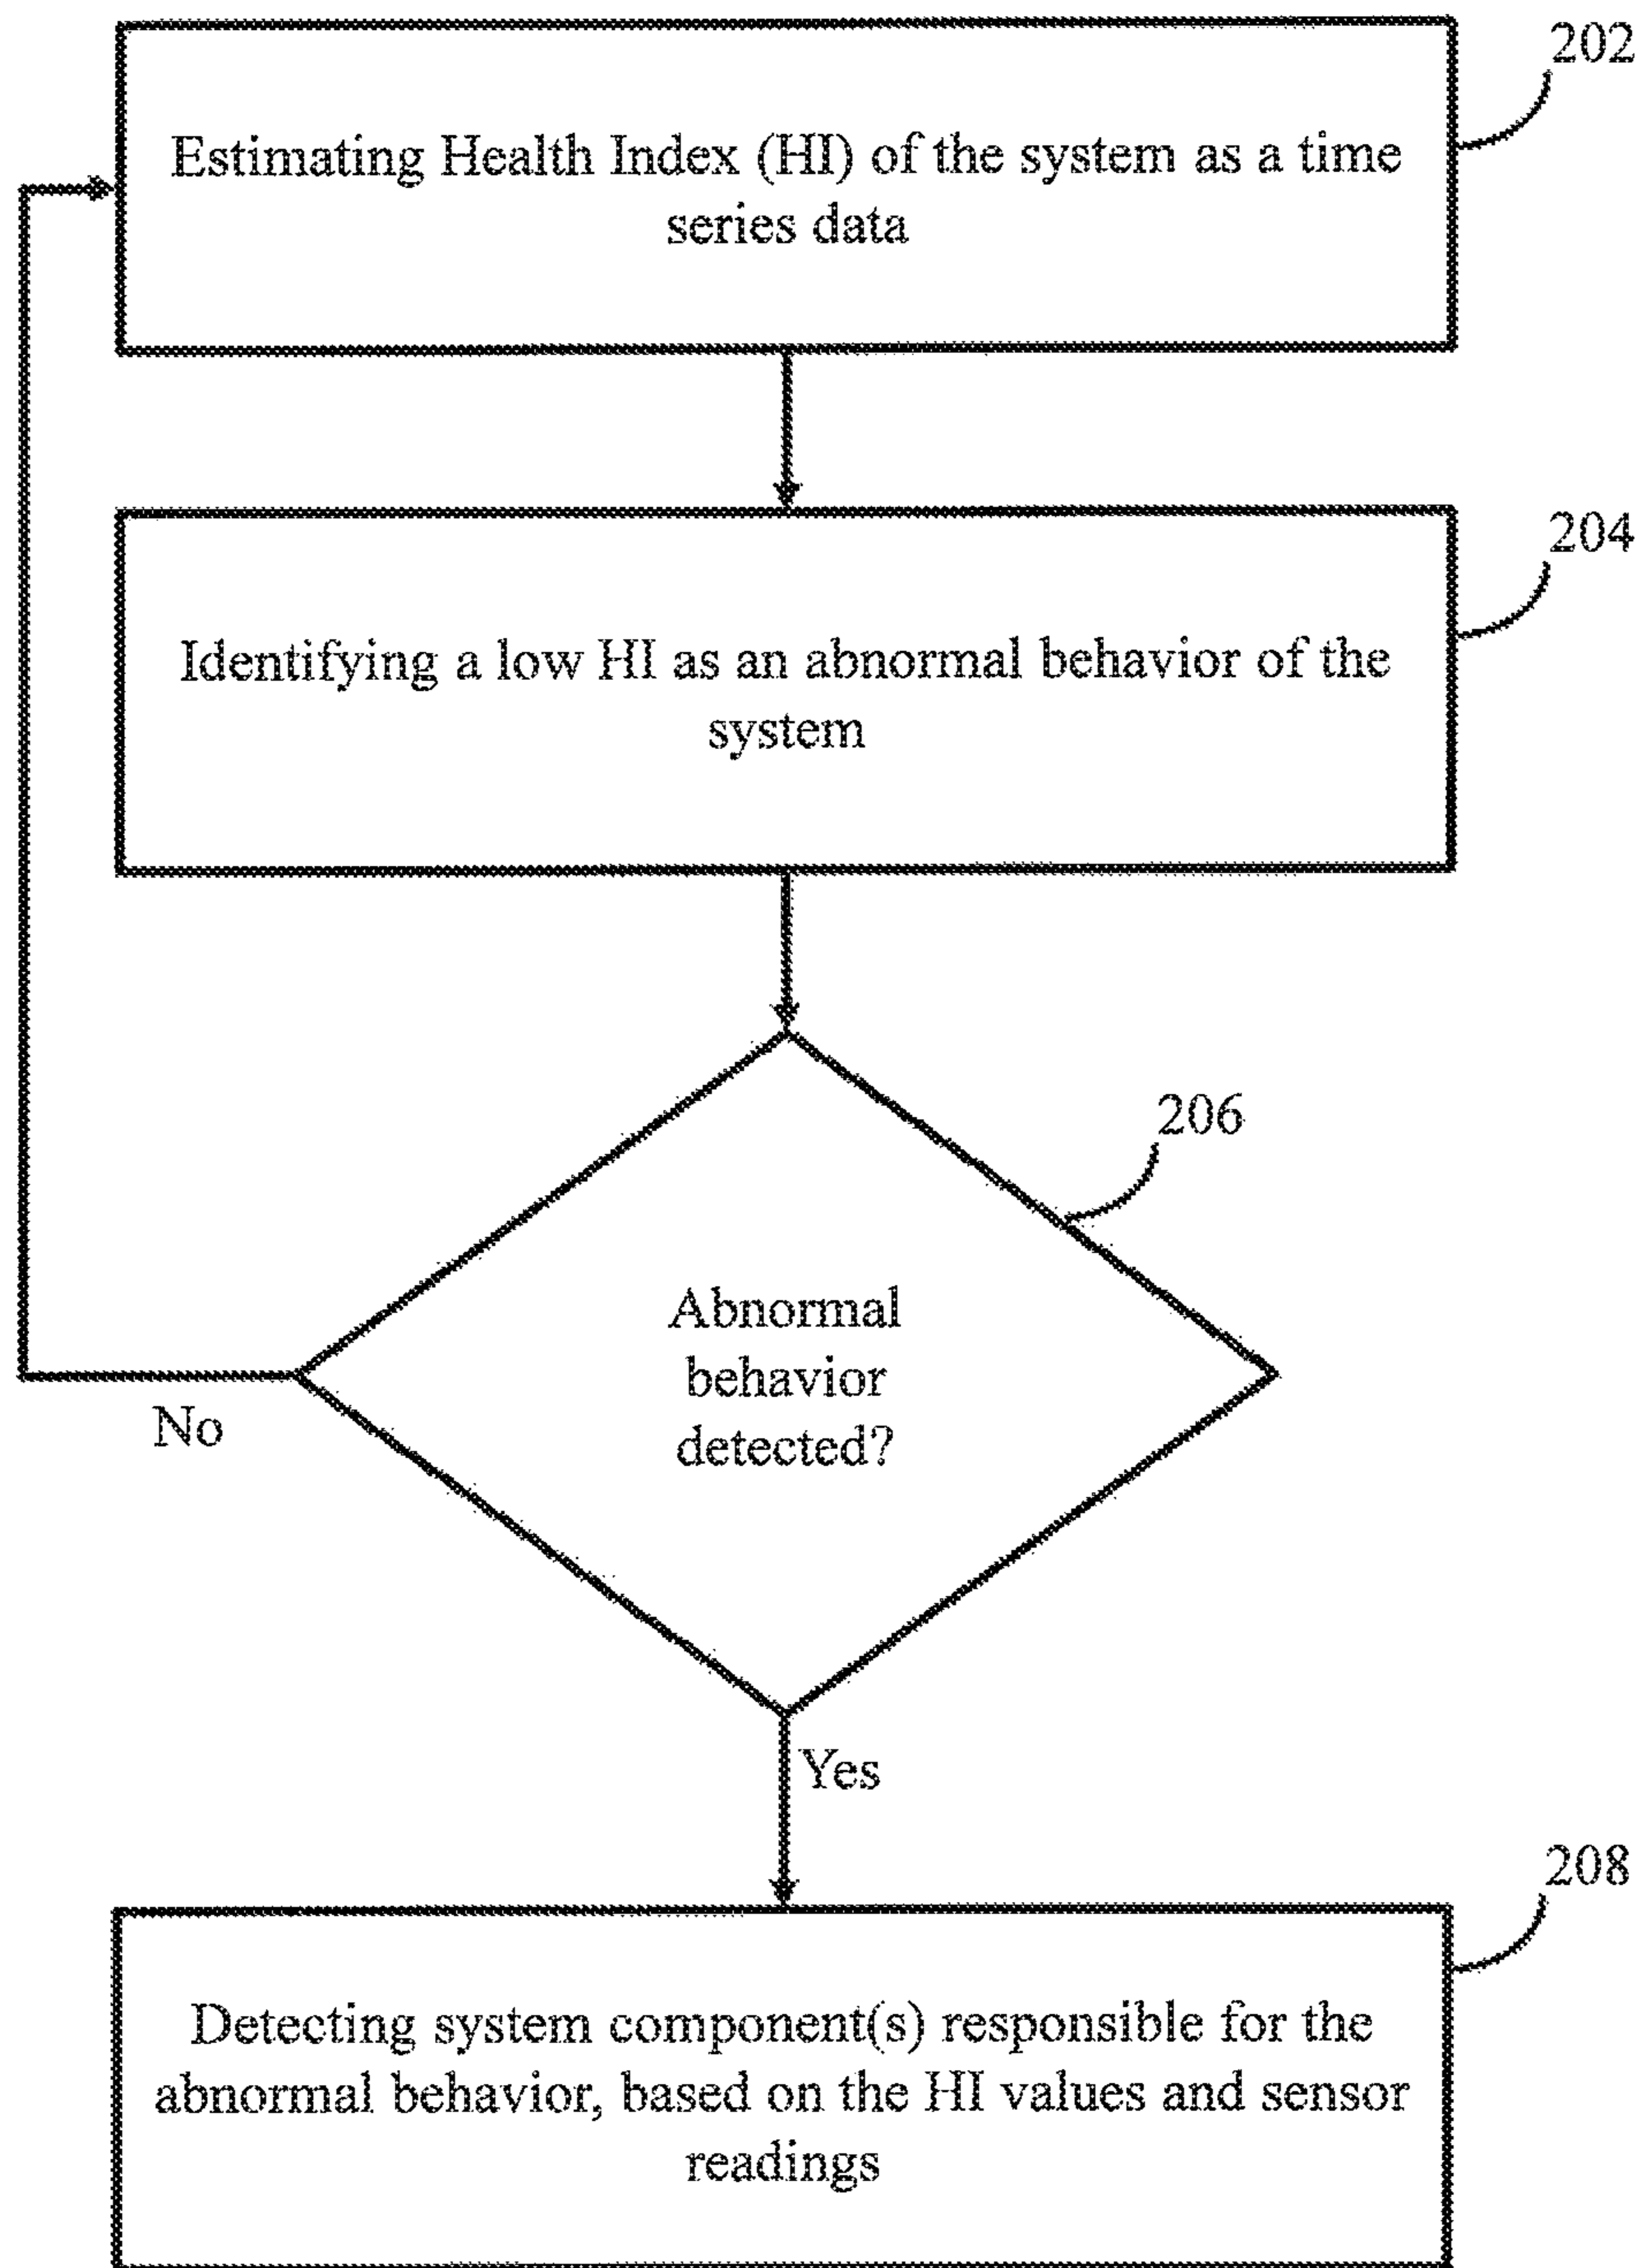 202
Estimating Health Index (HI) of the system as a time
series data
204
Identifying a low HI as an abnormal behavior of the
system
206
Abnormal
behavior
detected?
No
Yes
208
Detecting system component(s) responsible for the
abnormal behavior, based on the HI values and sensor
readings